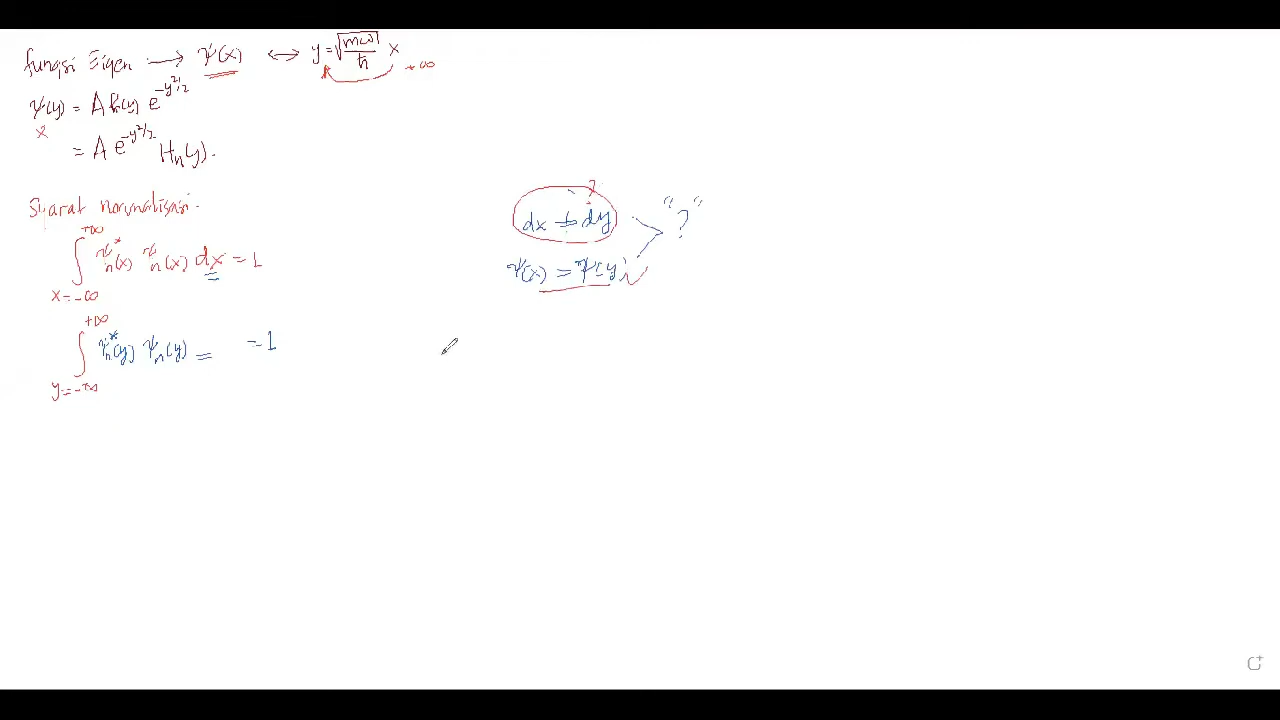 fungsi Eigen → ψ(x) ⇔ y = √(mω/ħ) x
+∞
ψ(y) = A h(y) e^{-y²/2}
x
= A e^{-y²/2} Hₙ(y).
Syarat normalisasi.
∫_{x=-∞}^{+∞} ψ*ₙ(x) ψₙ(x) dx = 1
∫_{y=-∞}^{+∞} ψ*ₙ(y) ψₙ(y) = = 1
dx ≠ dy
"?"
ψ(x) = ψ(y)